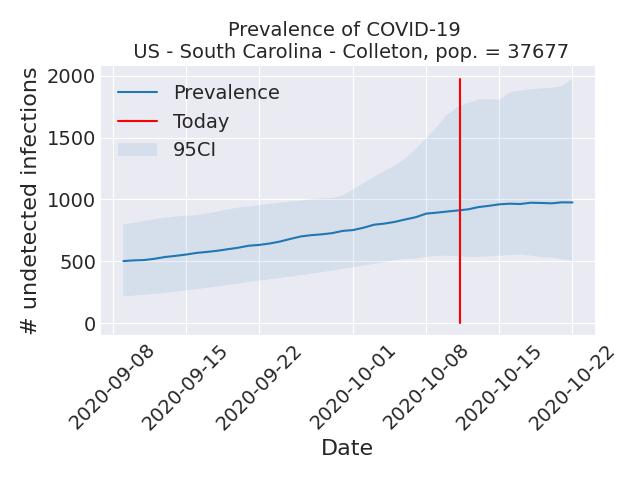 Prevalence of COVID-19
US - South Carolina - Colleton, pop. = 37677
# undetected infections
2000
1500
1000
500
0
Prevalence
Today
95CI
2020-09-08
2020-09-15
2020-09-22
2020-10-01
2020-10-08
2020-10-15
2020-10-22
Date